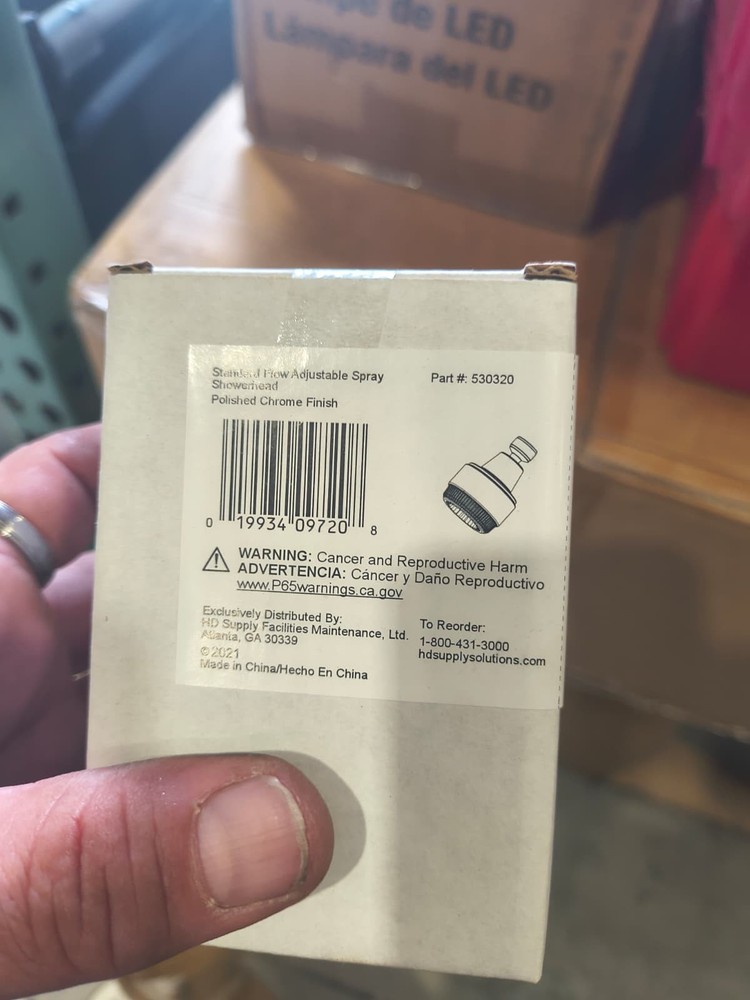 de LED
Lámpara del LED
Standard Flow Adjustable Spray
Showerhead
Polished Chrome Finish
Part #: 530320
0 19934 09720 8
WARNING: Cancer and Reproductive Harm
ADVERTENCIA: Cáncer y Daño Reproductivo
www.P65warnings.ca.gov
Exclusively Distributed By:
HD Supply Facilities Maintenance, Ltd.
Atlanta, GA 30339
©2021
Made in China/Hecho En China
To Reorder:
1-800-431-3000
hdsupplysolutions.com